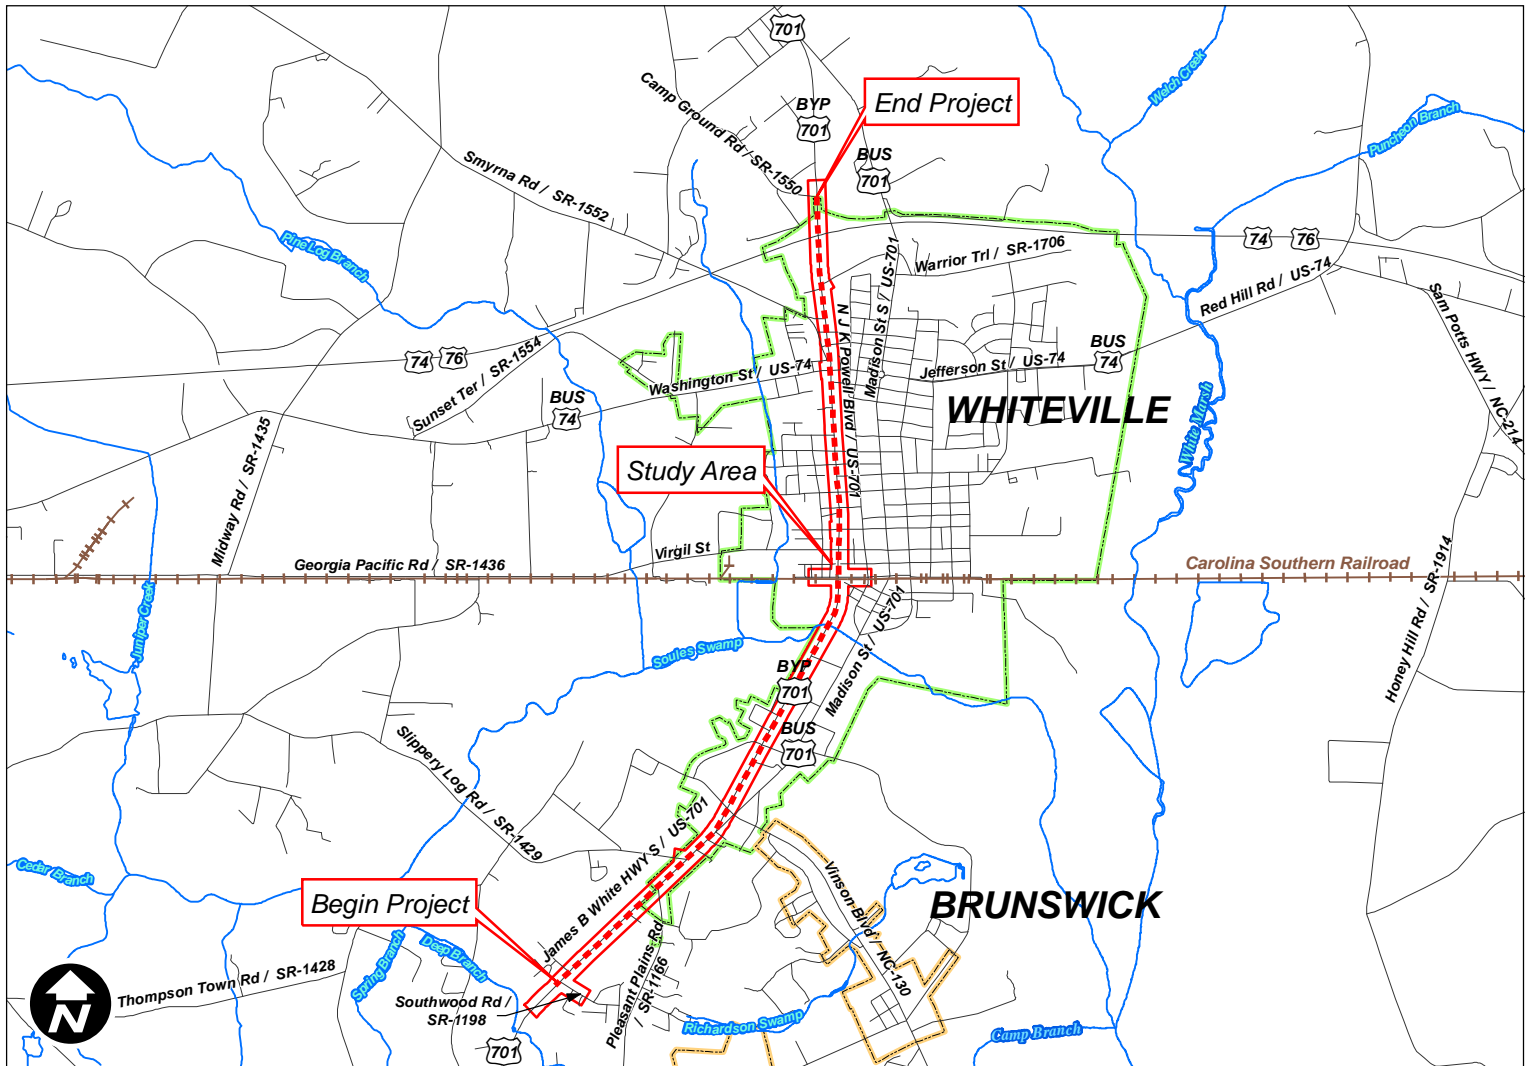 701
Camp Ground Rd / SR-1550
BYP
701
End Project
BUS
701
Welch Creek
Puncheon Branch
Smyrna Rd / SR-1552
Pine Log Branch
Warrior Trl / SR-1706
74
76
Red Hill Rd / US-74
Sam Potts HWY / NC-214
N J K Powell Blvd / US-701
Madison St S / US-701
74
76
Sunset Ter / SR-1554
BUS
74
Washington St / US-74
Jefferson St / US-74
BUS
74
WHITEVILLE
White Marsh
Midway Rd / SR-1435
Study Area
Virgil St
Georgia Pacific Rd / SR-1436
Carolina Southern Railroad
Honey Hill Rd / SR-1914
Juniper Creek
Soules Swamp
BYP
701
Madison St / US-701
BUS
701
Slippery Log Rd / SR-1429
James B White HWY S / US-701
Cedar Branch
Begin Project
Vinson Blvd / NC-130
BRUNSWICK
Spring Branch
Deep Branch
Thompson Town Rd / SR-1428
Southwood Rd /
SR-1198
Pleasant Plains Rd
/ SR-1166
Richardson Swamp
Camp Branch
701
N